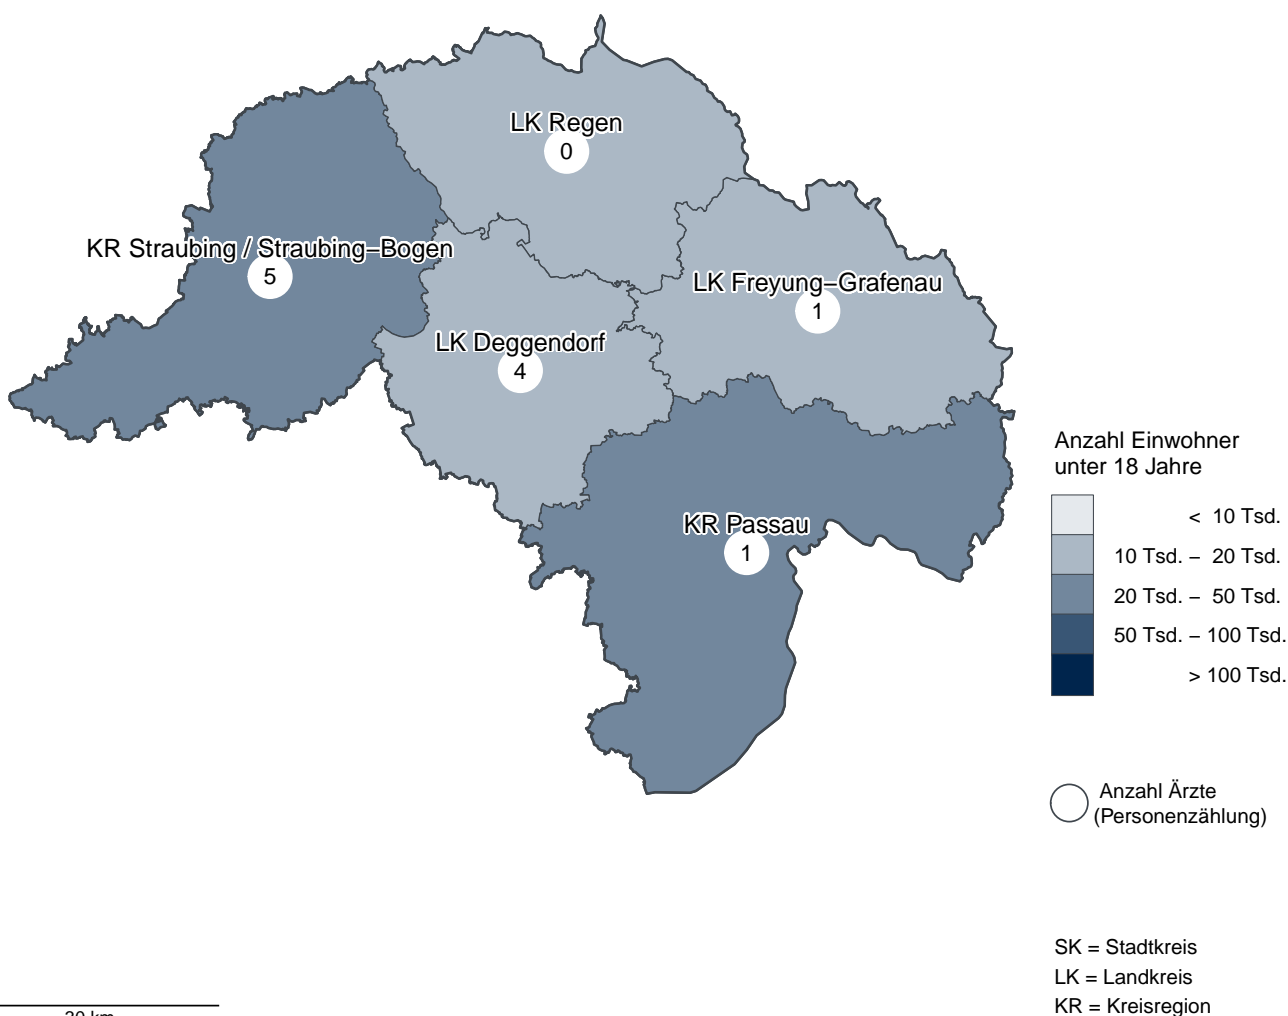 LK Regen
0
KR Straubing / Straubing–Bogen
5
LK Freyung–Grafenau
1
LK Deggendorf
4
KR Passau
1
Anzahl Einwohner
unter 18 Jahre
< 10 Tsd.
10 Tsd. – 20 Tsd.
20 Tsd. – 50 Tsd.
50 Tsd. – 100 Tsd.
> 100 Tsd.
Anzahl Ärzte
(Personenzählung)
SK = Stadtkreis
LK = Landkreis
KR = Kreisregion